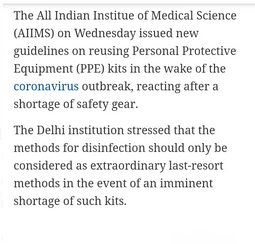 The All Indian Institue of Medical Science
(AIIMS) on Wednesday issued new
guidelines on reusing Personal Protective
Equipment (PPE) kits in the wake of the
coronavirus outbreak, reacting after a
shortage of safety gear.
The Delhi institution stressed that the
methods for disinfection should only be
considered as extraordinary last-resort
methods in the event of an imminent
shortage of such kits.